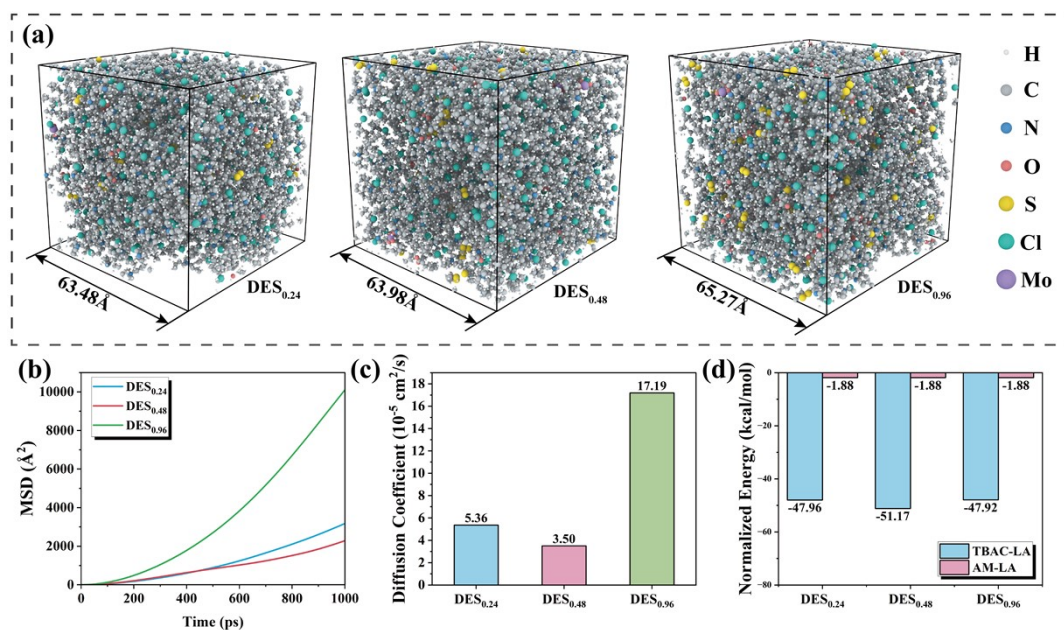 (a)
63.48Å
DES0.24
63.98Å
DES0.48
65.27Å
DES0.96
H
C
N
O
S
Cl
Mo
(b)
DES0.24
DES0.48
DES0.96
MSD (Å2)
10000
8000
6000
4000
2000
0
0 200 400 600 800 1000
Time (ps)
(c)
Diffusion Coefficient (10-5 cm2/s)
18
16
14
12
10
8
6
4
2
0
5.36
3.50
17.19
DES0.24 DES0.48 DES0.96
(d)
Normalized Energy (kcal/mol)
0
-20
-40
-60
-80
-1.88
-1.88
-1.88
-47.96
-51.17
-47.92
TBAC-LA
AM-LA
DES0.24 DES0.48 DES0.96